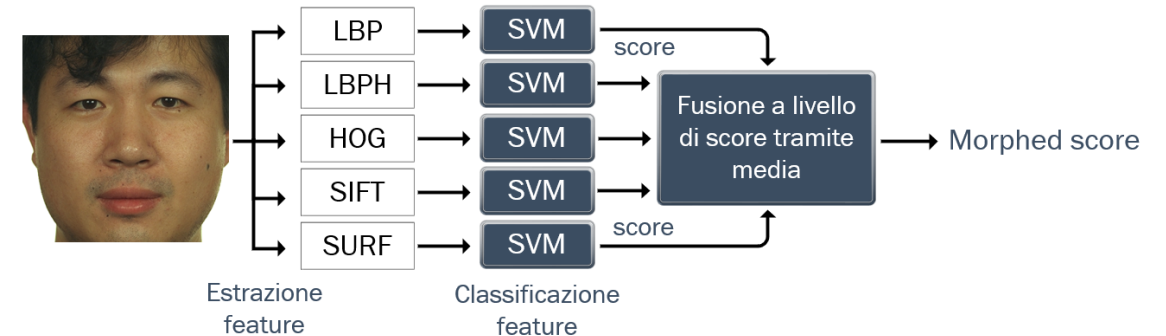 LBP
SVM
score
LBPH
SVM
HOG
SVM
SIFT
SVM
SURF
SVM
score
Fusione a livello
di score tramite
media
Morphed score
Estrazione
feature
Classificazione
feature